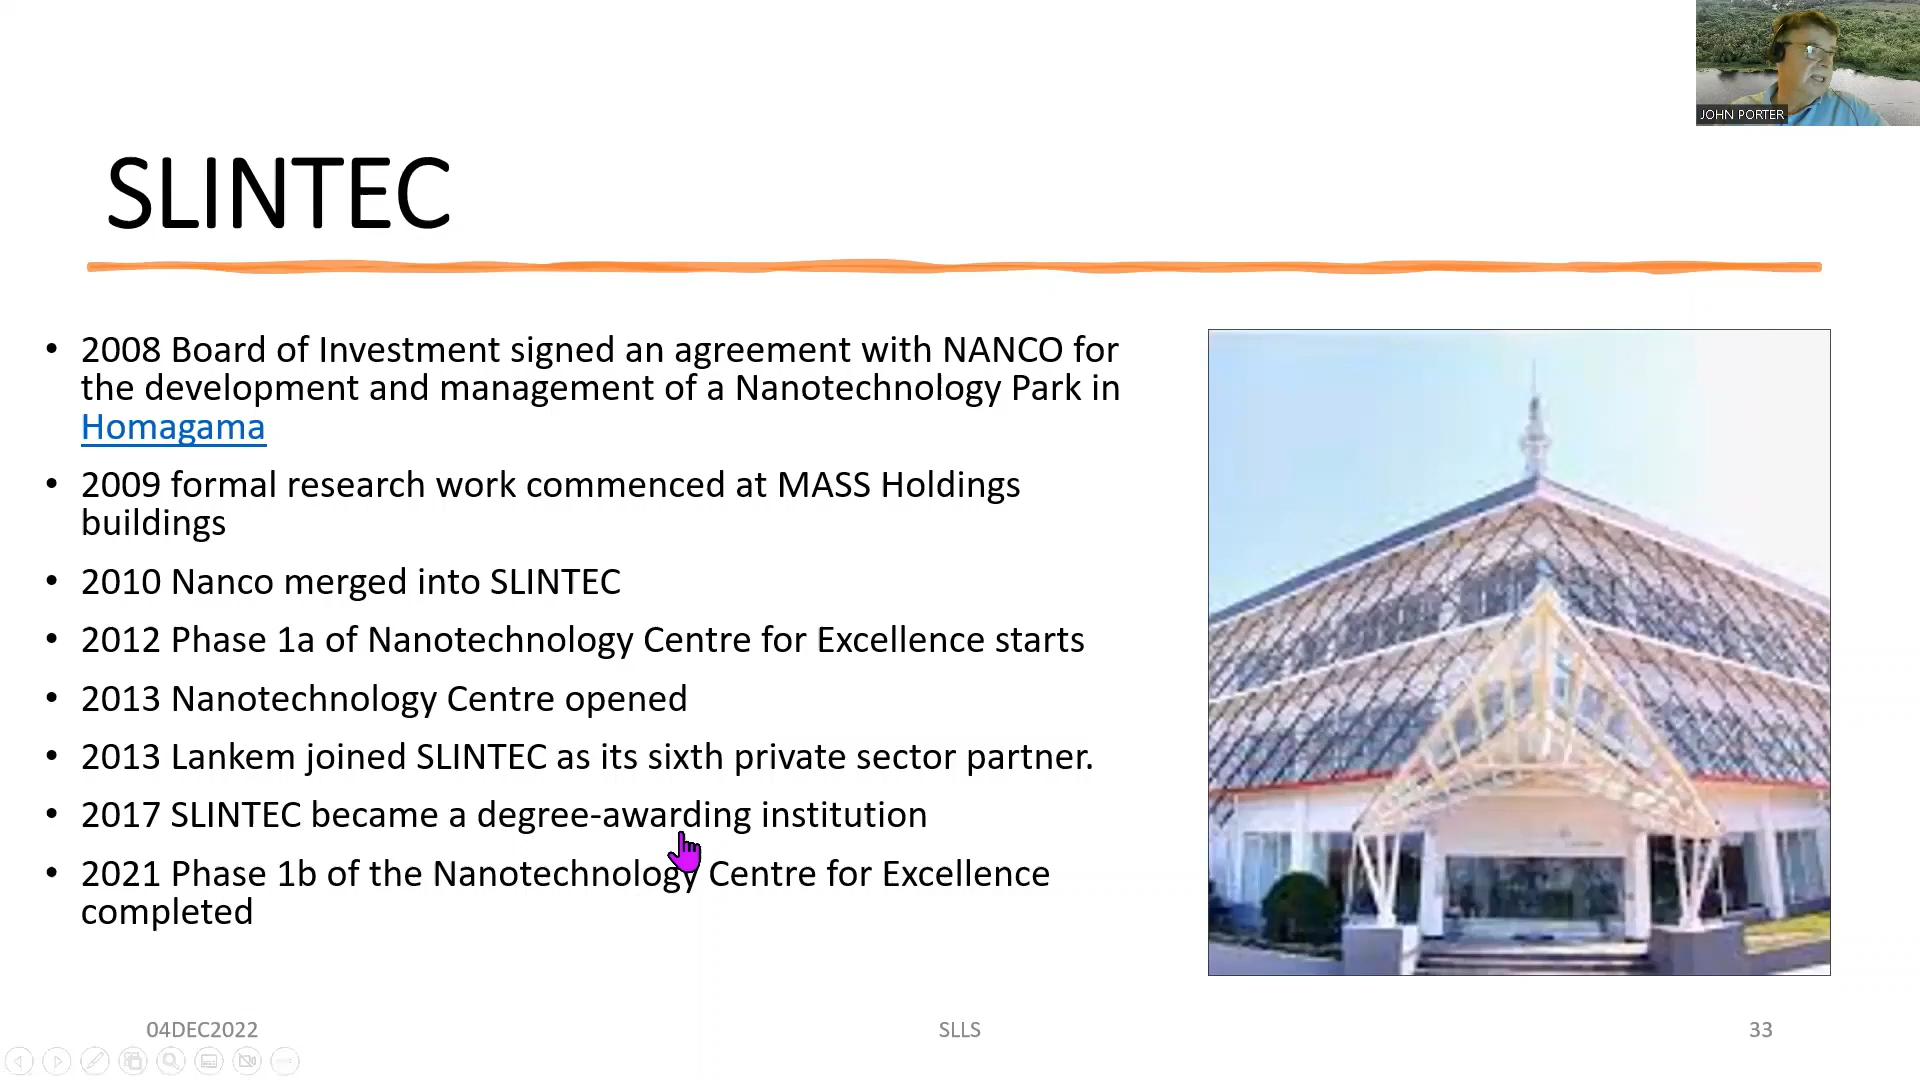 JOHN PORTER
SLINTEC
• 2008 Board of Investment signed an agreement with NANCO for
the development and management of a Nanotechnology Park in
Homagama
• 2009 formal research work commenced at MASS Holdings
buildings
• 2010 Nanco merged into SLINTEC
• 2012 Phase 1a of Nanotechnology Centre for Excellence starts
• 2013 Nanotechnology Centre opened
• 2013 Lankem joined SLINTEC as its sixth private sector partner.
• 2017 SLINTEC became a degree-awarding institution
• 2021 Phase 1b of the Nanotechnology Centre for Excellence
completed
04DEC2022
SLLS
33